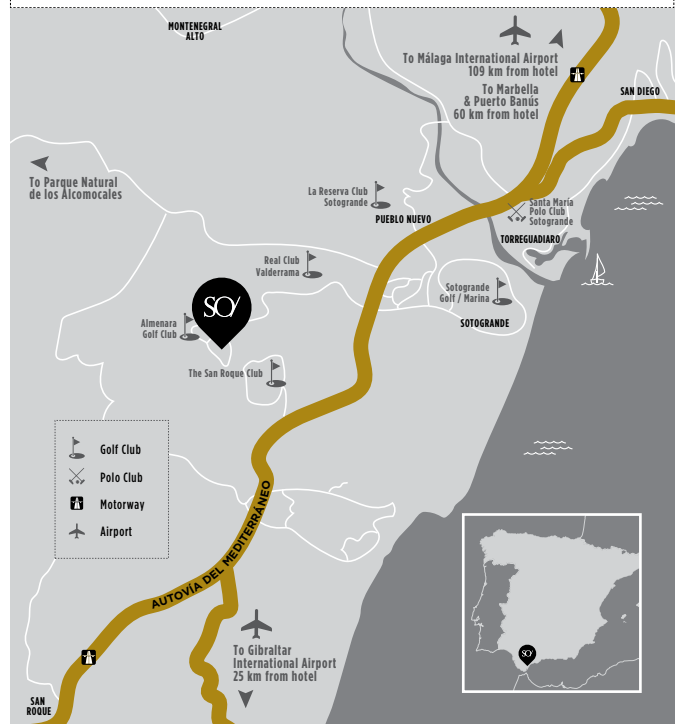 MONTENEGRAL
ALTO
To Málaga International Airport
109 km from hotel
To Marbella
& Puerto Banús
60 km from hotel
SAN DIEGO
To Parque Natural
de los Alcomocales
La Reserva Club
Sotogrande
PUEBLO NUEVO
Santa María
Polo Club
Sotogrande
TORREGUADIARO
Real Club
Valderrama
Sotogrande
Golf / Marina
SOTOGRANDE
SO/
Almenara
Golf Club
The San Roque Club
Golf Club
Polo Club
Motorway
Airport
AUTOVÍA DEL MEDITERRÁNEO
To Gibraltar
International Airport
25 km from hotel
SAN
ROQUE
SO/